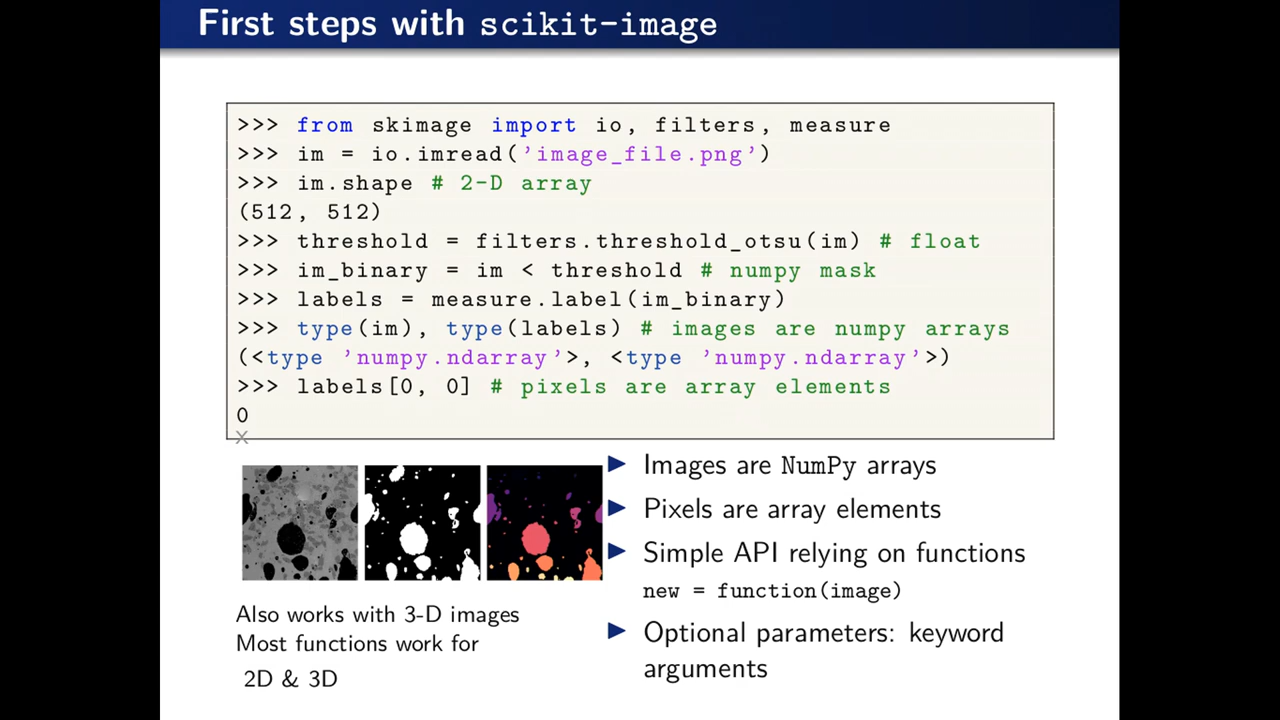 First steps with scikit-image
>>> from skimage import io, filters, measure
>>> im = io.imread('image_file.png')
>>> im.shape # 2-D array
(512, 512)
>>> threshold = filters.threshold_otsu(im) # float
>>> im_binary = im < threshold # numpy mask
>>> labels = measure.label(im_binary)
>>> type(im), type(labels) # images are numpy arrays
(<type 'numpy.ndarray'>, <type 'numpy.ndarray'>)
>>> labels[0, 0] # pixels are array elements
0
X
Also works with 3-D images
Most functions work for
2D & 3D
Images are NumPy arrays
Pixels are array elements
Simple API relying on functions
new = function(image)
Optional parameters: keyword
arguments